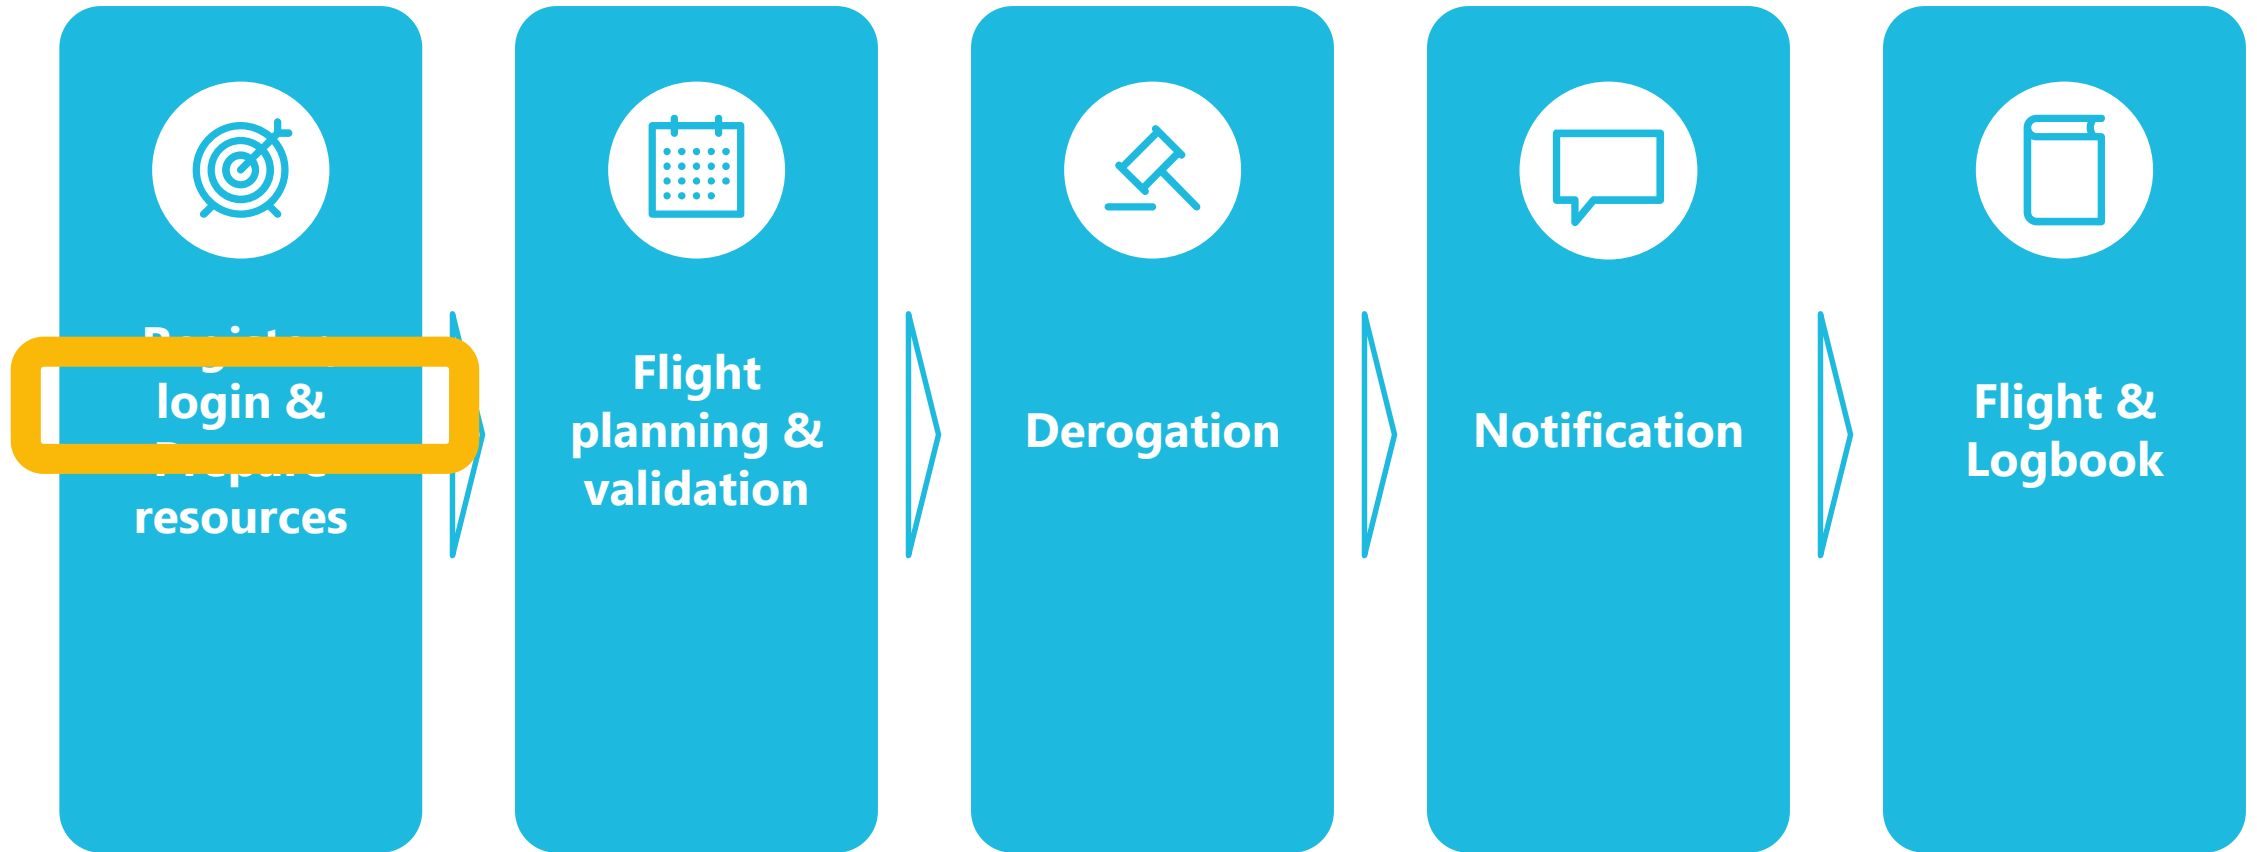 login &
resources
Flight
planning &
validation
Derogation
Notification
Flight &
Logbook